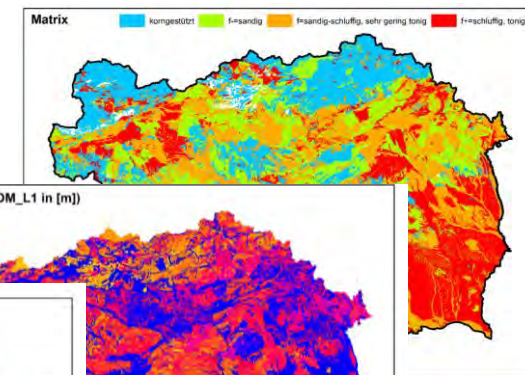 Matrix korngestützt f-=sandig f=sandig-schluffig, sehr gering tonig f+=schluffig, tonig
DM_L1 in [m])